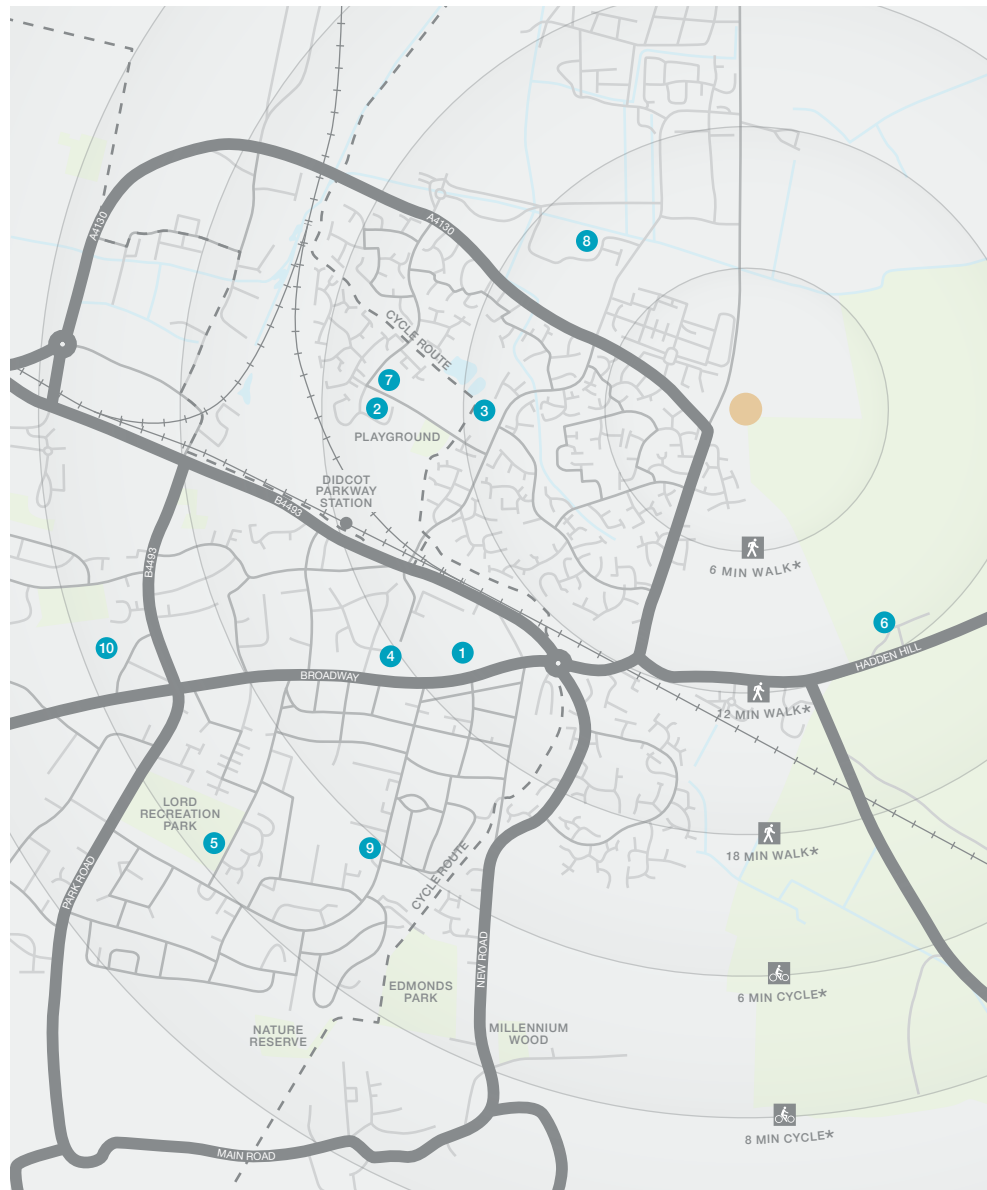 A4130
A4130
8
CYCLE ROUTE
7
2
3
PLAYGROUND
DIDCOT
PARKWAY
STATION
B4493
B4493
6 MIN WALK*
6
10
4
1
HADDEN HILL
BROADWAY
12 MIN WALK*
LORD
RECREATION
PARK
5
9
18 MIN WALK*
CYCLE ROUTE
PARK ROAD
NEW ROAD
EDMONDS
PARK
6 MIN CYCLE*
NATURE
RESERVE
MILLENNIUM
WOOD
8 MIN CYCLE*
MAIN ROAD